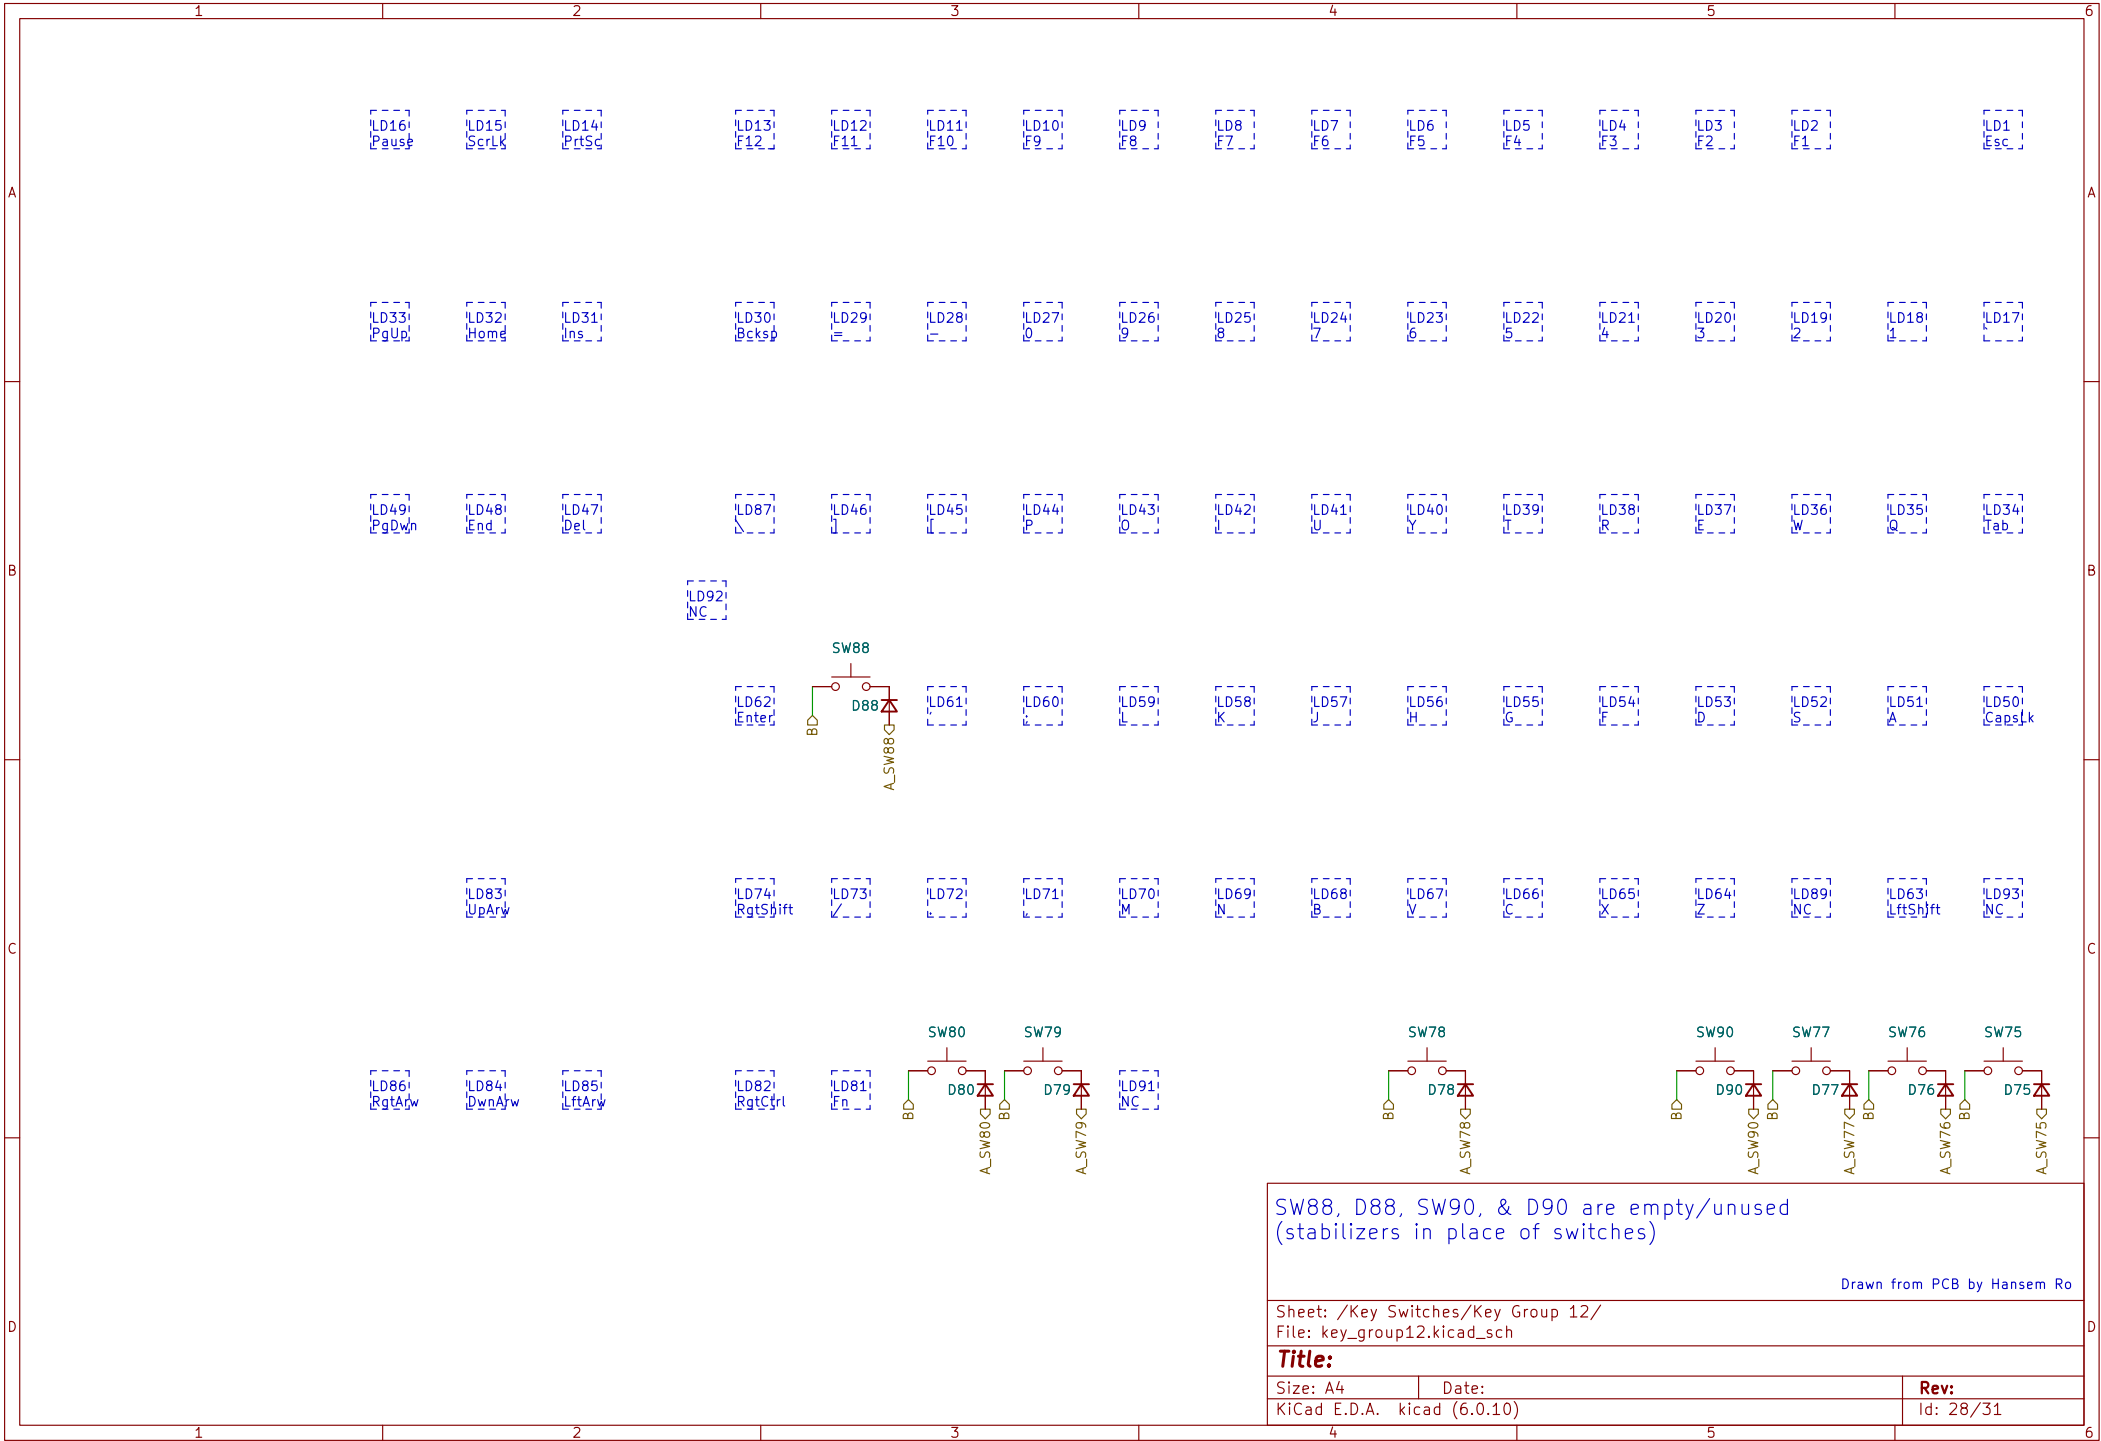 1 2 3 4 5 6
LD16 LD15 LD14 LD13 LD12 LD11 LD10 LD9 LD8 LD7 LD6 LD5 LD4 LD3 LD2 LD1
Pause ScrLk PrtSc F12 F11 F10 F9 F8 F7 F6 F5 F4 F3 F2 F1 Esc
A A
LD33 LD32 LD31 LD30 LD29 LD28 LD27 LD26 LD25 LD24 LD23 LD22 LD21 LD20 LD19 LD18 LD17
PgUp Home Ins Bcksp = - 0 9 8 7 6 5 4 3 2 1 `
LD49 LD48 LD47 LD87 LD46 LD45 LD44 LD43 LD42 LD41 LD40 LD39 LD38 LD37 LD36 LD35 LD34
PgDwn End Del \ ] [ P O I U Y T R E W Q Tab
B B
LD92
NC
SW88
LD62 D88 LD61 LD60 LD59 LD58 LD57 LD56 LD55 LD54 LD53 LD52 LD51 LD50
Enter ' ; L K J H G F D S A CapsLk
B A_SW88
LD83 LD74 LD73 LD72 LD71 LD70 LD69 LD68 LD67 LD66 LD65 LD64 LD89 LD63 LD93
UpArw RgtShift / . , M N B V C X Z NC LftShift NC
C C
SW80 SW79 SW78 SW90 SW77 SW76 SW75
LD86 LD84 LD85 LD82 LD81 D80 D79 LD91 D78 D90 D77 D76 D75
RgtArw DwnArw LftArw RgtCtrl Fn NC
B A_SW80 B A_SW79 B A_SW78 B A_SW90 B A_SW77 B A_SW76 B A_SW75
SW88, D88, SW90, & D90 are empty/unused
(stabilizers in place of switches)
Drawn from PCB by Hansem Ro
Sheet: /Key Switches/Key Group 12/
D D
File: key_group12.kicad_sch
Title:
Size: A4 Date: Rev:
KiCad E.D.A. kicad (6.0.10) Id: 28/31
1 2 3 4 5 6